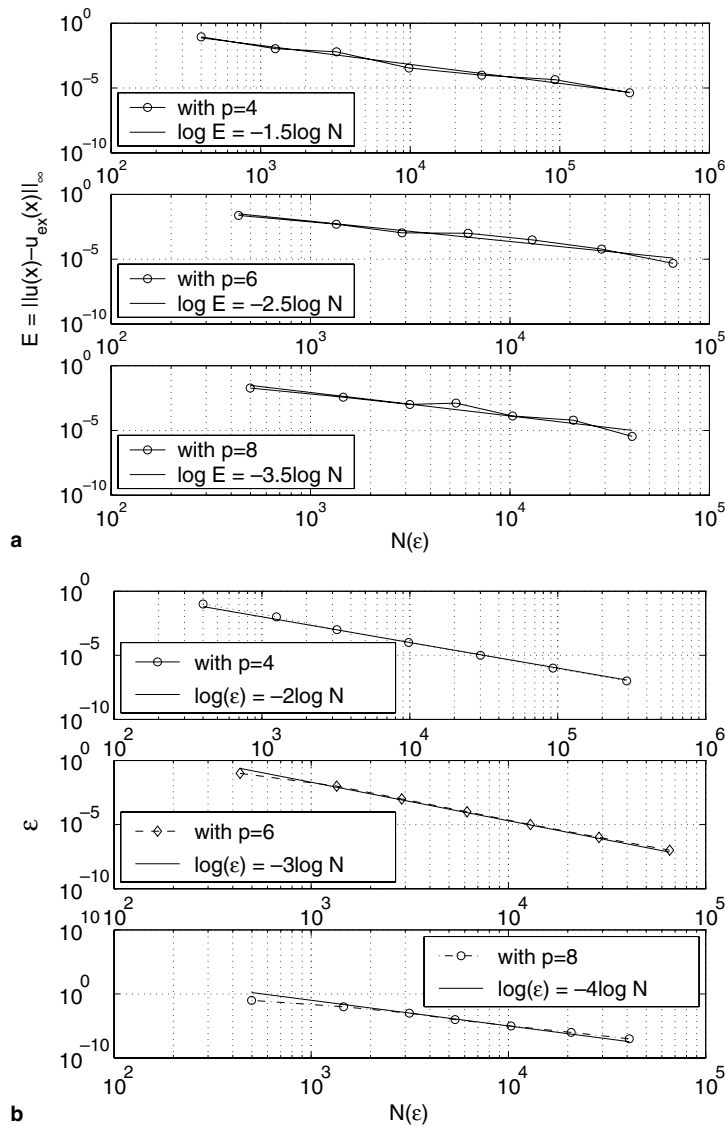 10^0
10^-5
10^-10
with p=4
log E = −1.5log N
10^2 10^3 10^4 10^5 10^6
E = ||u(x)−u_ex(x)||_∞
10^0
10^-5
10^-10
with p=6
log E = −2.5log N
10^2 10^3 10^4 10^5
10^0
10^-5
10^-10
with p=8
log E = −3.5log N
10^2 10^3 10^4 10^5
a
N(ε)
10^0
10^-5
10^-10
with p=4
log(ε) = −2log N
10^2 10^3 10^4 10^5 10^6
ε
10^0
10^-5
10^-10
with p=6
log(ε) = −3log N
10^2 10^3 10^4 10^5
10^10
10^0
10^-10
with p=8
log(ε) = −4log N
10^2 10^3 10^4 10^5
b
N(ε)